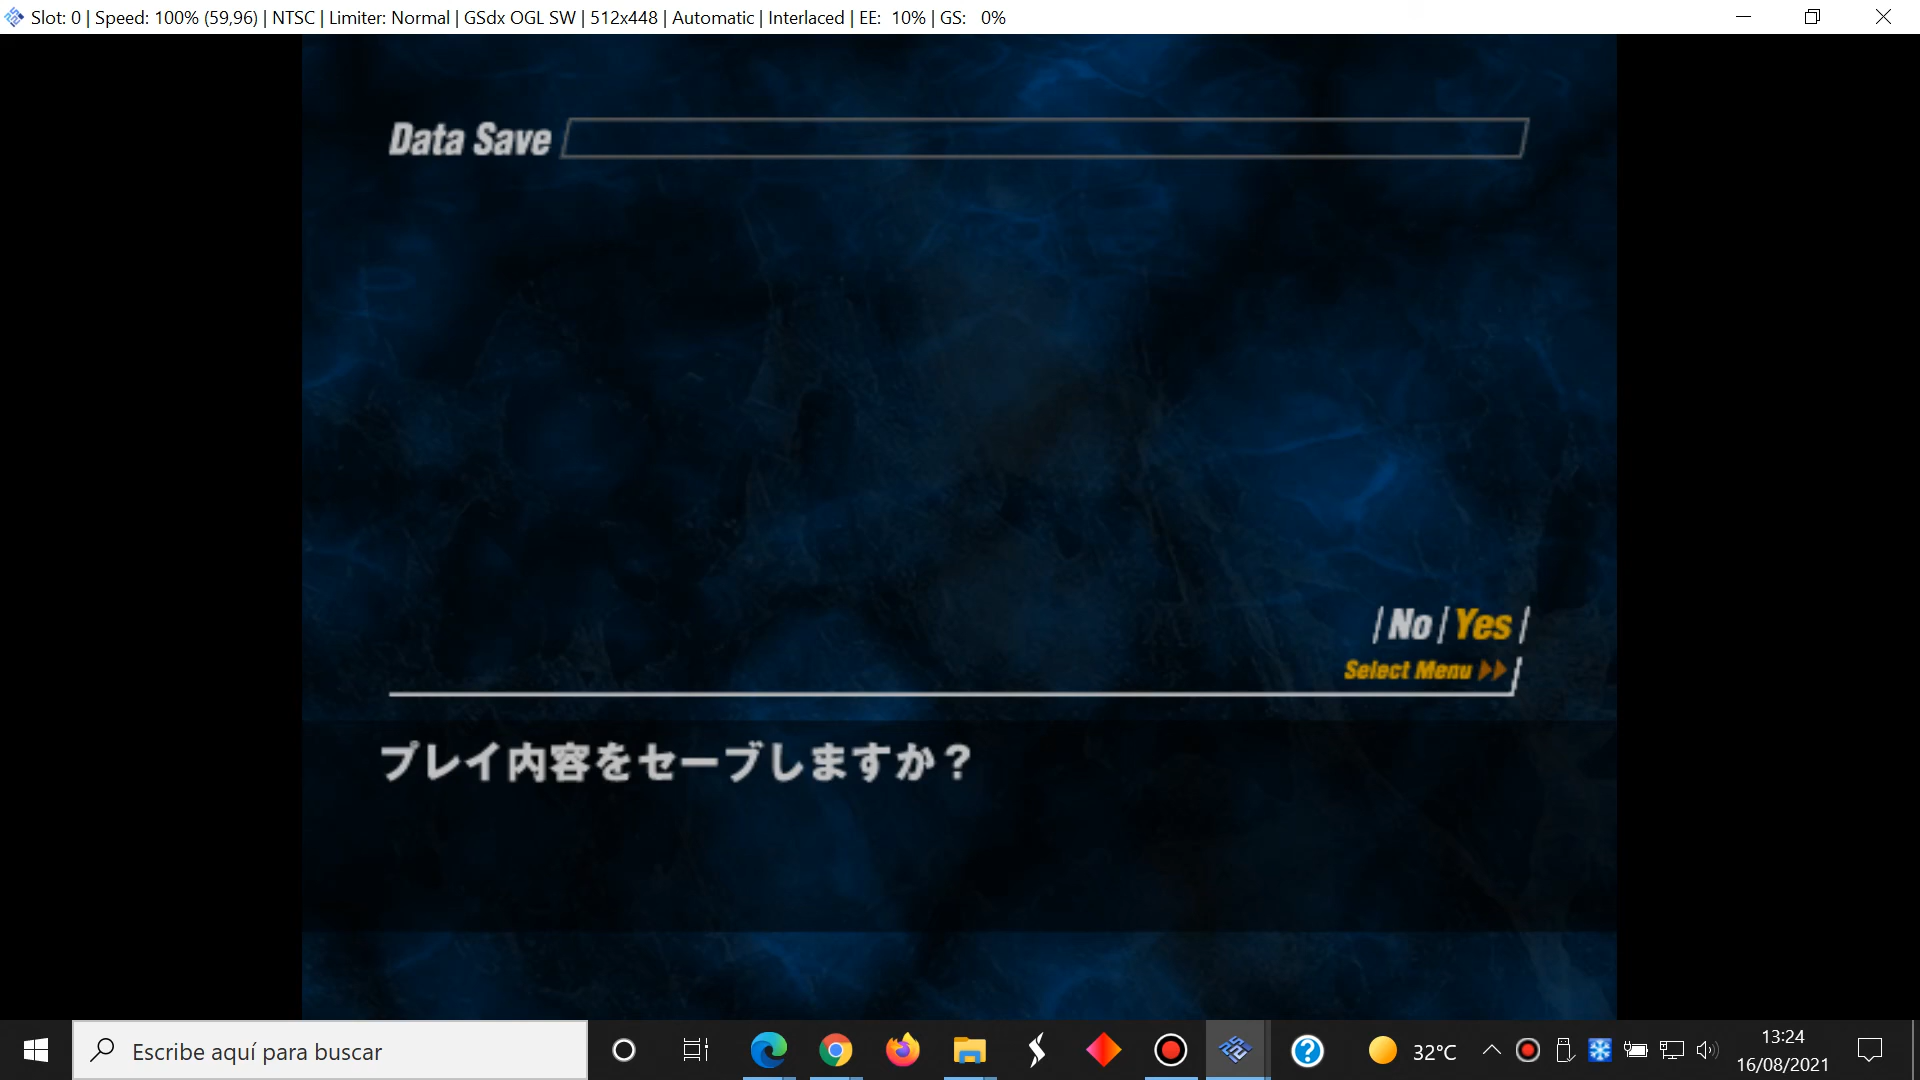 Slot: 0 | Speed: 100% (59,96) | NTSC | Limiter: Normal | GSdx OGL SW | 512x448 | Automatic | Interlaced | EE:  10% | GS:   0%
Data Save
|No|Yes|
Select Menu
プレイ内容をセーブしますか？
Escribe aquí para buscar
32°C
13:24
16/08/2021